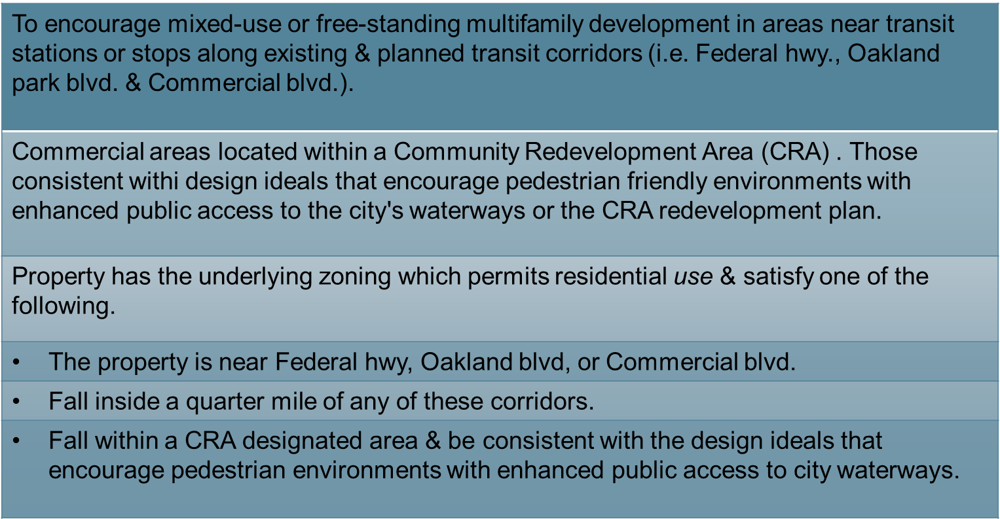 To encourage mixed-use or free-standing multifamily development in areas near transit
stations or stops along existing & planned transit corridors (i.e. Federal hwy., Oakland
park blvd. & Commercial blvd.).
Commercial areas located within a Community Redevelopment Area (CRA) . Those
consistent withi design ideals that encourage pedestrian friendly environments with
enhanced public access to the city's waterways or the CRA redevelopment plan.
Property has the underlying zoning which permits residential use & satisfy one of the
following.
• The property is near Federal hwy, Oakland blvd, or Commercial blvd.
• Fall inside a quarter mile of any of these corridors.
• Fall within a CRA designated area & be consistent with the design ideals that
encourage pedestrian environments with enhanced public access to city waterways.